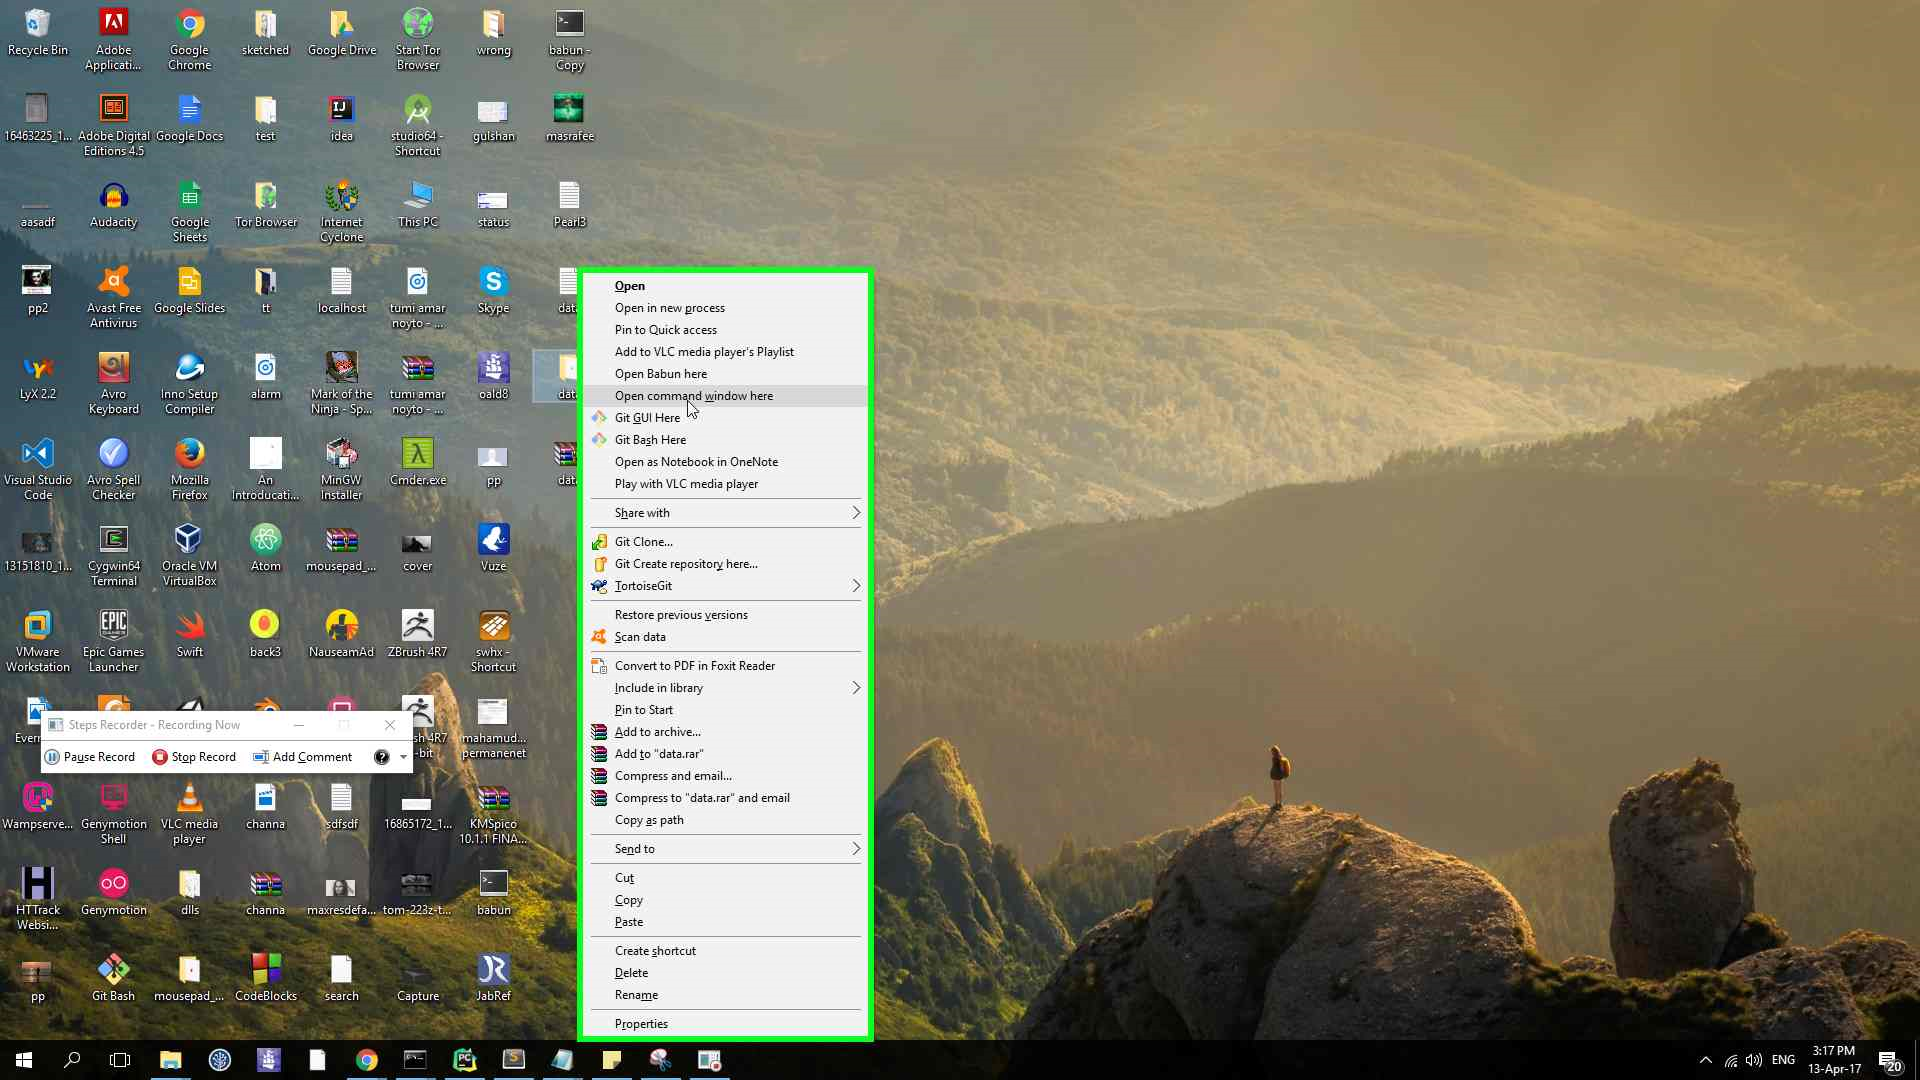 Recycle Bin
Adobe
Applicati...
Google
Chrome
sketched
Google Drive
Start Tor
Browser
wrong
babun -
Copy
16463225_1...
Adobe Digital
Editions 4.5
Google Docs
test
idea
studio64 -
Shortcut
gulshan
masrafee
aasadf
Audacity
Google
Sheets
Tor Browser
Internet
Cyclone
This PC
status
Pearl3
pp2
Avast Free
Antivirus
Google Slides
tt
localhost
tumi amar
noyto - ...
Skype
LyX 2.2
Avro
Keyboard
Inno Setup
Compiler
alarm
Mark of the
Ninja - Sp...
tumi amar
noyto - ...
oald8
Visual Studio
Code
Avro Spell
Checker
Mozilla
Firefox
An
Introducati...
MinGW
Installer
Cmder.exe
pp
13151810_1...
Cygwin64
Terminal
Oracle VM
VirtualBox
Atom
mousepad_...
cover
Vuze
VMware
Workstation
Epic Games
Launcher
Swift
back3
NauseamAd
ZBrush 4R7
swhx -
Shortcut
mahamud...
permanenet
Steps Recorder - Recording Now
Pause Record
Stop Record
Add Comment
Wampserve...
Genymotion
Shell
VLC media
player
channa
sdfsdf
16865172_1...
KMSpico
10.1.1 FINA...
HTTrack
Websi...
Genymotion
dlls
channa
maxresdefa...
tom-223z-t...
babun
pp
Git Bash
mousepad_...
CodeBlocks
search
Capture
JabRef
Open
Open in new process
Pin to Quick access
Add to VLC media player's Playlist
Open Babun here
Open command window here
Git GUI Here
Git Bash Here
Open as Notebook in OneNote
Play with VLC media player
Share with
Git Clone...
Git Create repository here...
TortoiseGit
Restore previous versions
Scan data
Convert to PDF in Foxit Reader
Include in library
Pin to Start
Add to archive...
Add to "data.rar"
Compress and email...
Compress to "data.rar" and email
Copy as path
Send to
Cut
Copy
Paste
Create shortcut
Delete
Rename
Properties
ENG
3:17 PM
13-Apr-17
20